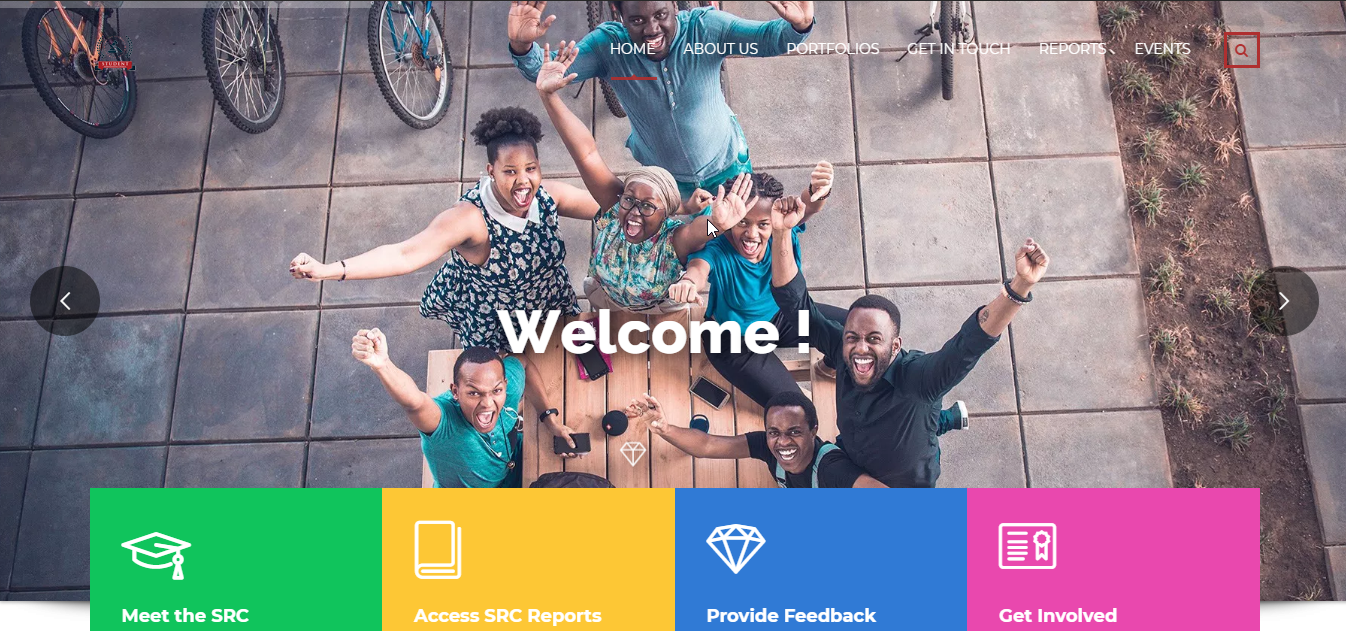 STUDENT
HOME ABOUT US PORTFOLIOS GET IN TOUCH REPORTS EVENTS
Welcome !
Meet the SRC Access SRC Reports Provide Feedback Get Involved